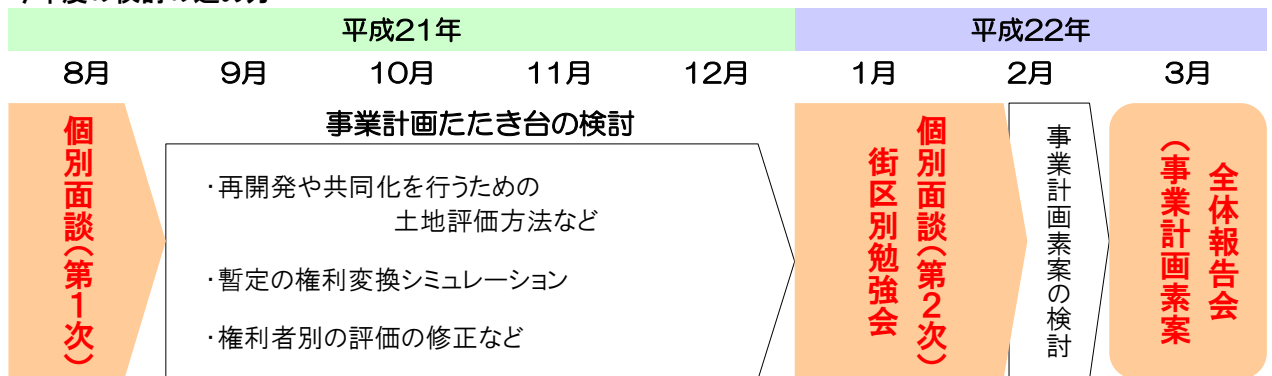 平成21年
平成22年
8月
9月
10月
11月
12月
1月
2月
3月
個別面談（第1次）
事業計画たたき台の検討
・再開発や共同化を行うための
土地評価方法など
・暫定の権利変換シミュレーション
・権利者別の評価の修正など
個別面談（第2次）
街区別勉強会
事業計画素案の検討
全体報告会
（事業計画素案